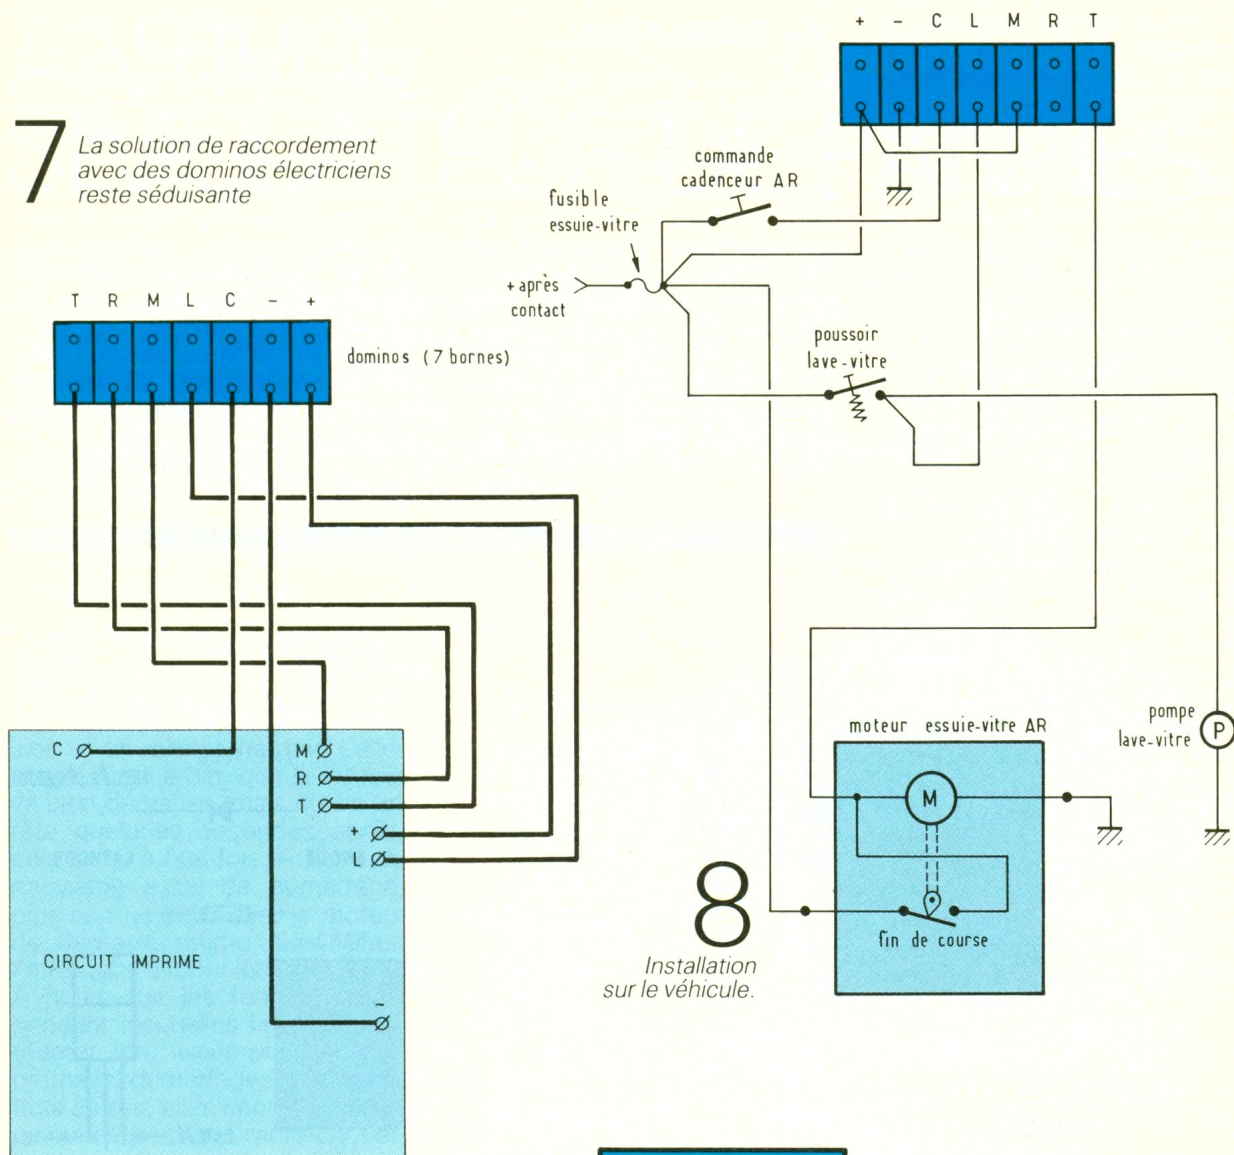 7
La solution de raccordement
avec des dominos électriciens
reste séduisante
T R M L C - +
dominos (7 bornes)
C
M
R
T
+
L
CIRCUIT IMPRIME
-
+ - C L M R T
commande
cadenceur AR
fusible
essuie-vitre
+ après
contact
poussoir
lave-vitre
moteur essuie-vitre AR
M
fin de course
pompe
lave-vitre
P
8
Installation
sur le véhicule.